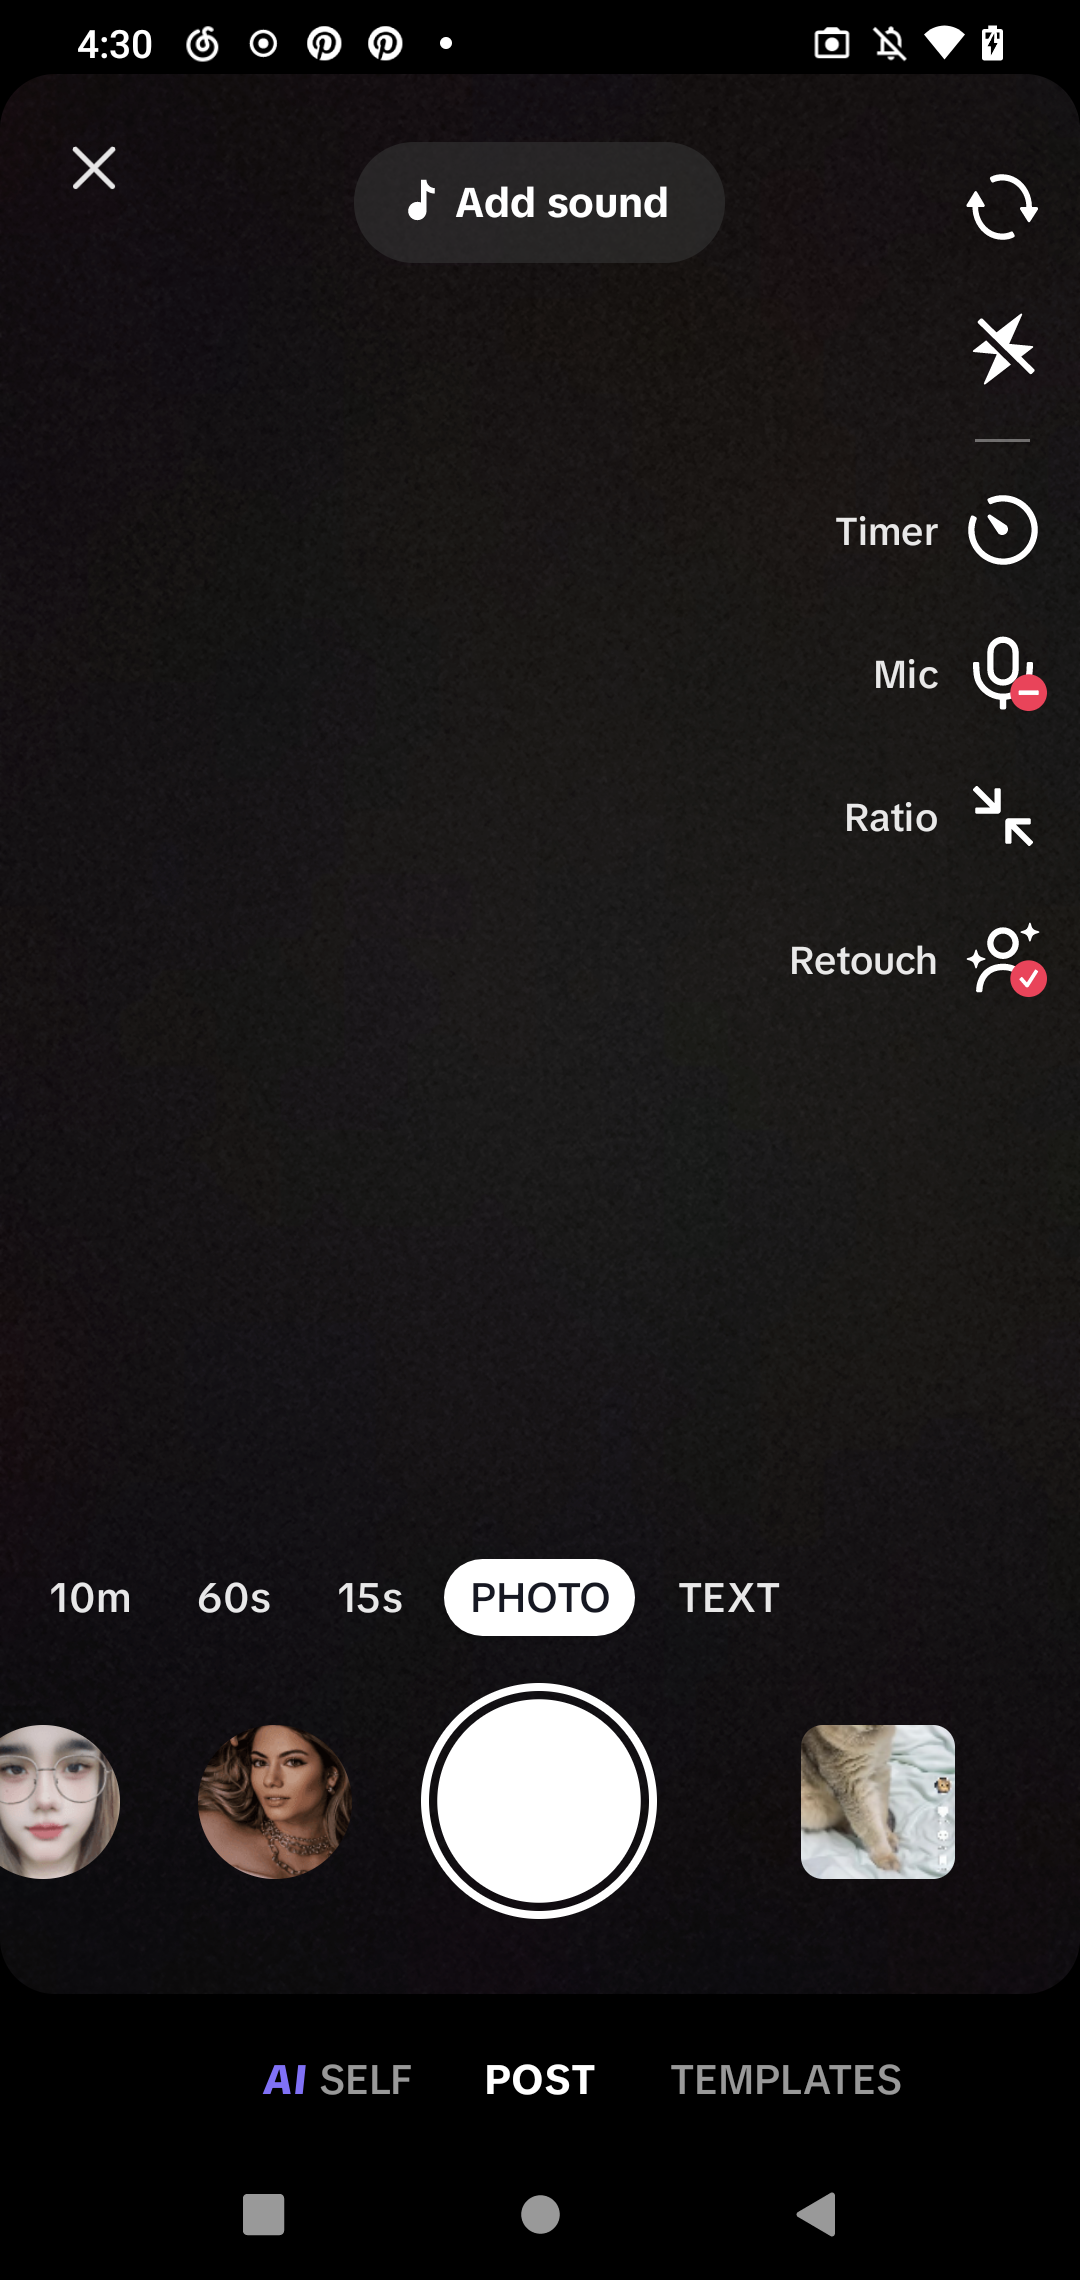 4:30
Add sound
Timer
Mic
Ratio
Retouch
10m 60s 15s PHOTO TEXT
AI SELF POST TEMPLATES